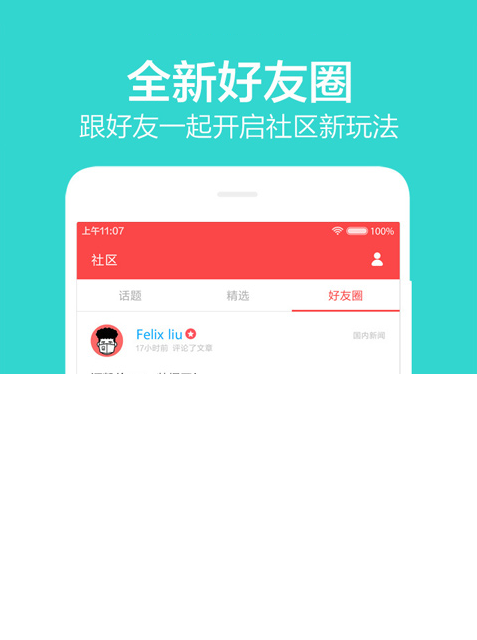 全新好友圈
跟好友一起开启社区新玩法
上午11:07 100%
社区
话题 精选 好友圈
Felix liu 国内新闻
17小时前 评论了文章